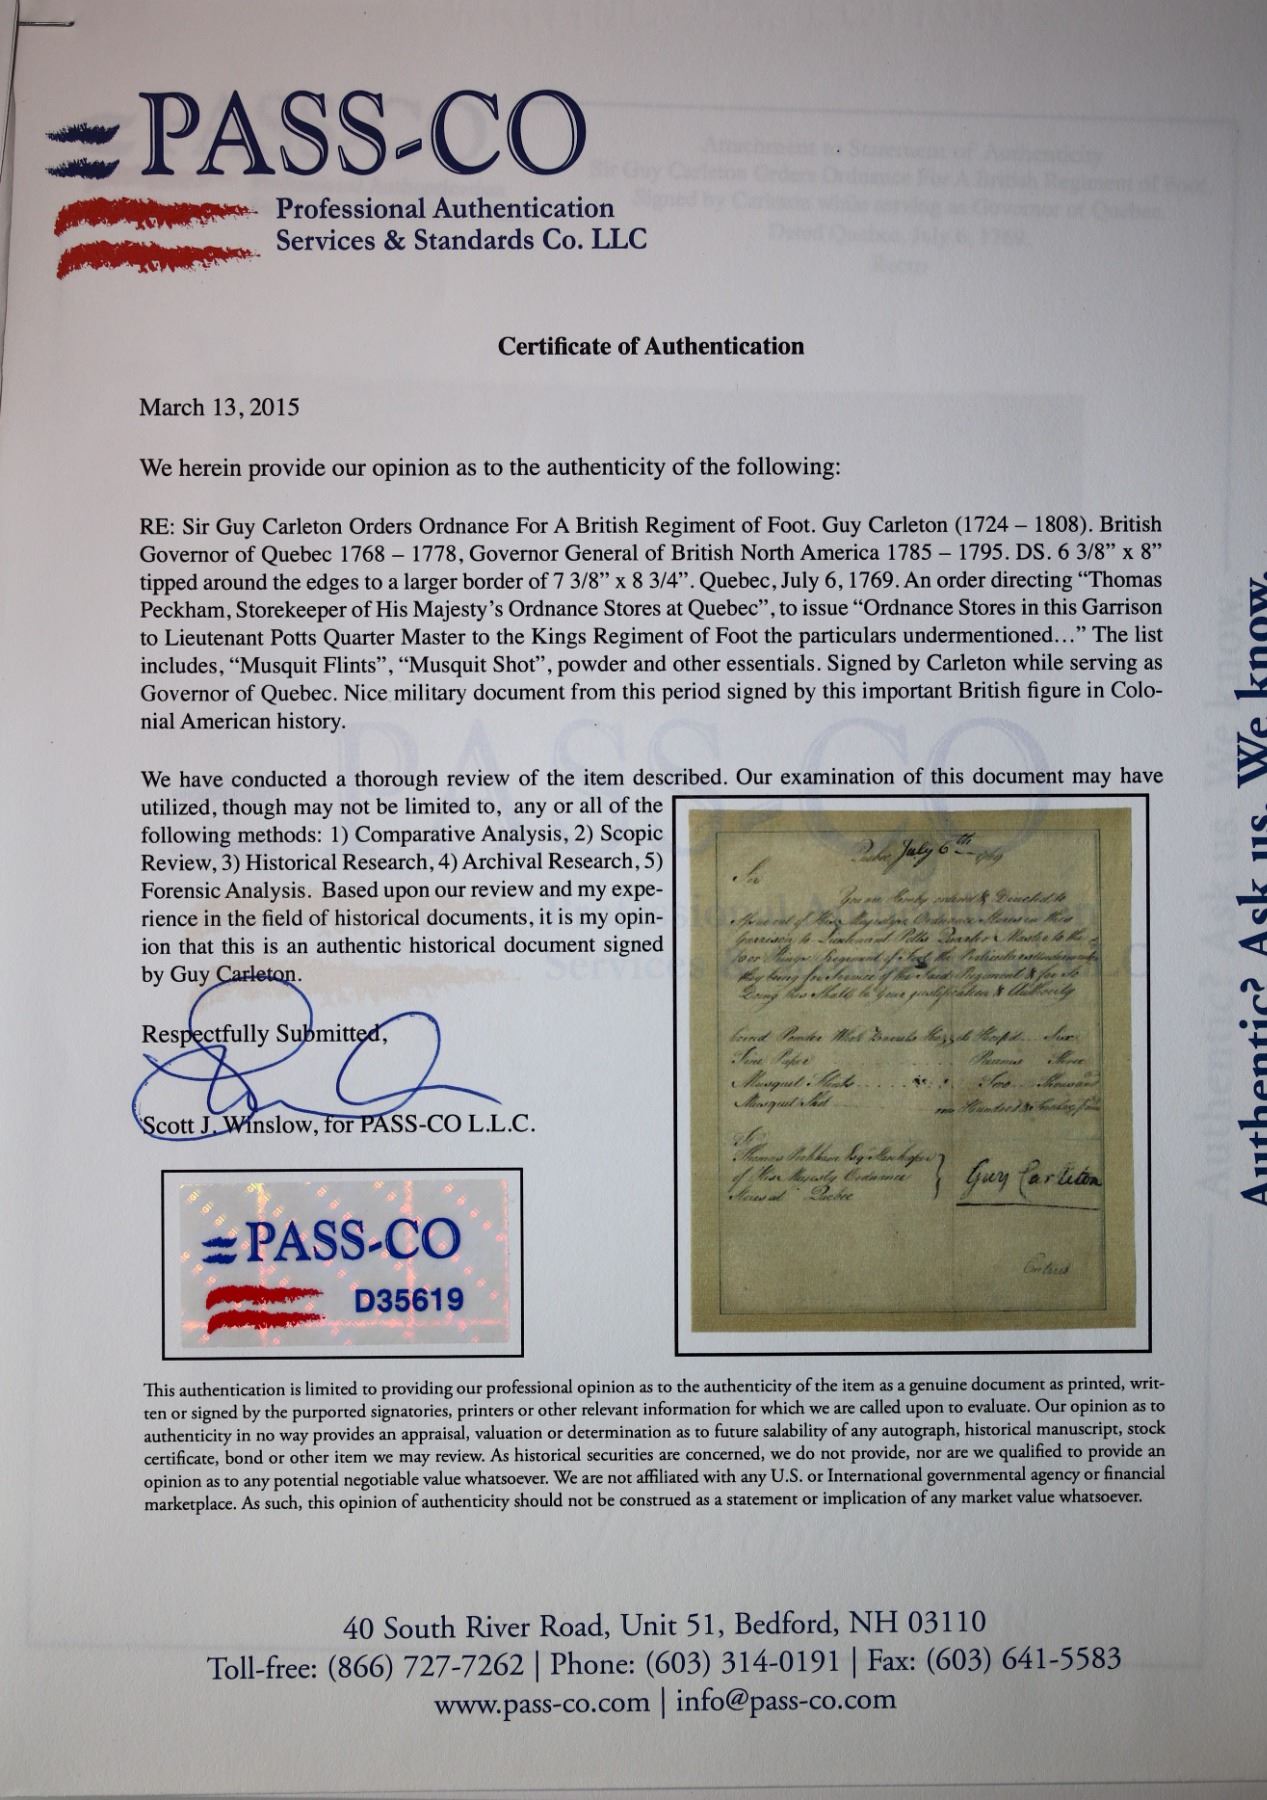 PASS-CO
Professional Authentication
Services & Standards Co. LLC
Certificate of Authentication
March 13, 2015
We herein provide our opinion as to the authenticity of the following:
RE: Sir Guy Carleton Orders Ordnance For A British Regiment of Foot. Guy Carleton (1724 – 1808). British
Governor of Quebec 1768 – 1778, Governor General of British North America 1785 – 1795. DS. 6 3/8” x 8”
tipped around the edges to a larger border of 7 3/8” x 8 3/4”. Quebec, July 6, 1769. An order directing “Thomas
Peckham, Storekeeper of His Majesty’s Ordnance Stores at Quebec”, to issue “Ordnance Stores in this Garrison
to Lieutenant Potts Quarter Master to the Kings Regiment of Foot the particulars undermentioned…” The list
includes, “Musquit Flints”, “Musquit Shot”, powder and other essentials. Signed by Carleton while serving as
Governor of Quebec. Nice military document from this period signed by this important British figure in Colo-
nial American history.
We have conducted a thorough review of the item described. Our examination of this document may have
utilized, though may not be limited to, any or all of the
following methods: 1) Comparative Analysis, 2) Scopic
Review, 3) Historical Research, 4) Archival Research, 5)
Forensic Analysis. Based upon our review and my expe-
rience in the field of historical documents, it is my opin-
ion that this is an authentic historical document signed
by Guy Carleton.
Respectfully Submitted,
Scott J. Winslow, for PASS-CO L.L.C.
PASS-CO
D35619
July 6th
Sir
Guy Carleton
This authentication is limited to providing our professional opinion as to the authenticity of the item as a genuine document as printed, writ-
ten or signed by the purported signatories, printers or other relevant information for which we are called upon to evaluate. Our opinion as to
authenticity in no way provides an appraisal, valuation or determination as to future salability of any autograph, historical manuscript, stock
certificate, bond or other item we may review. As historical securities are concerned, we do not provide, nor are we qualified to provide an
opinion as to any potential negotiable value whatsoever. We are not affiliated with any U.S. or International governmental agency or financial
marketplace. As such, this opinion of authenticity should not be construed as a statement or implication of any market value whatsoever.
40 South River Road, Unit 51, Bedford, NH 03110
Toll-free: (866) 727-7262 | Phone: (603) 314-0191 | Fax: (603) 641-5583
www.pass-co.com | info@pass-co.com
Authentic? Ask us. We know.